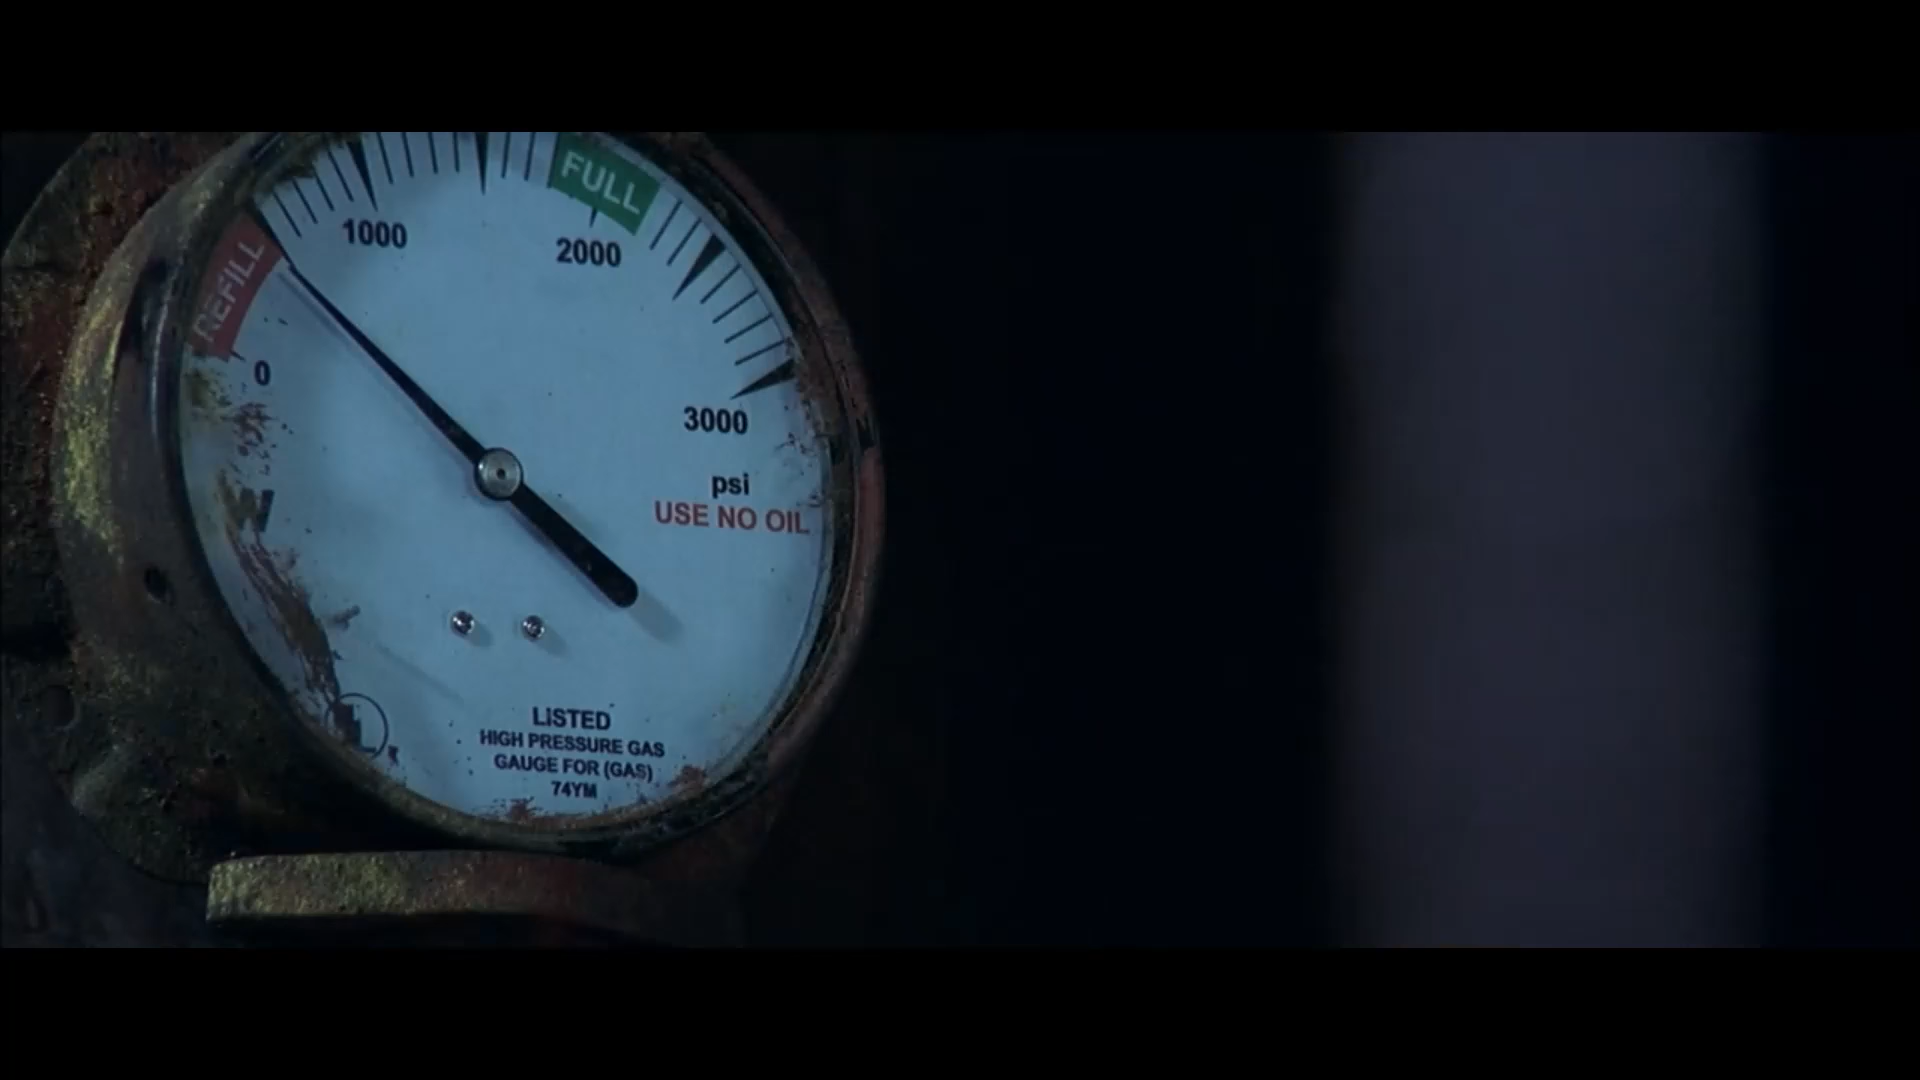 FULL
1000
2000
REFILL
0
3000
psi
USE NO OIL
W
LISTED
HIGH PRESSURE GAS
GAUGE FOR (GAS)
74YM